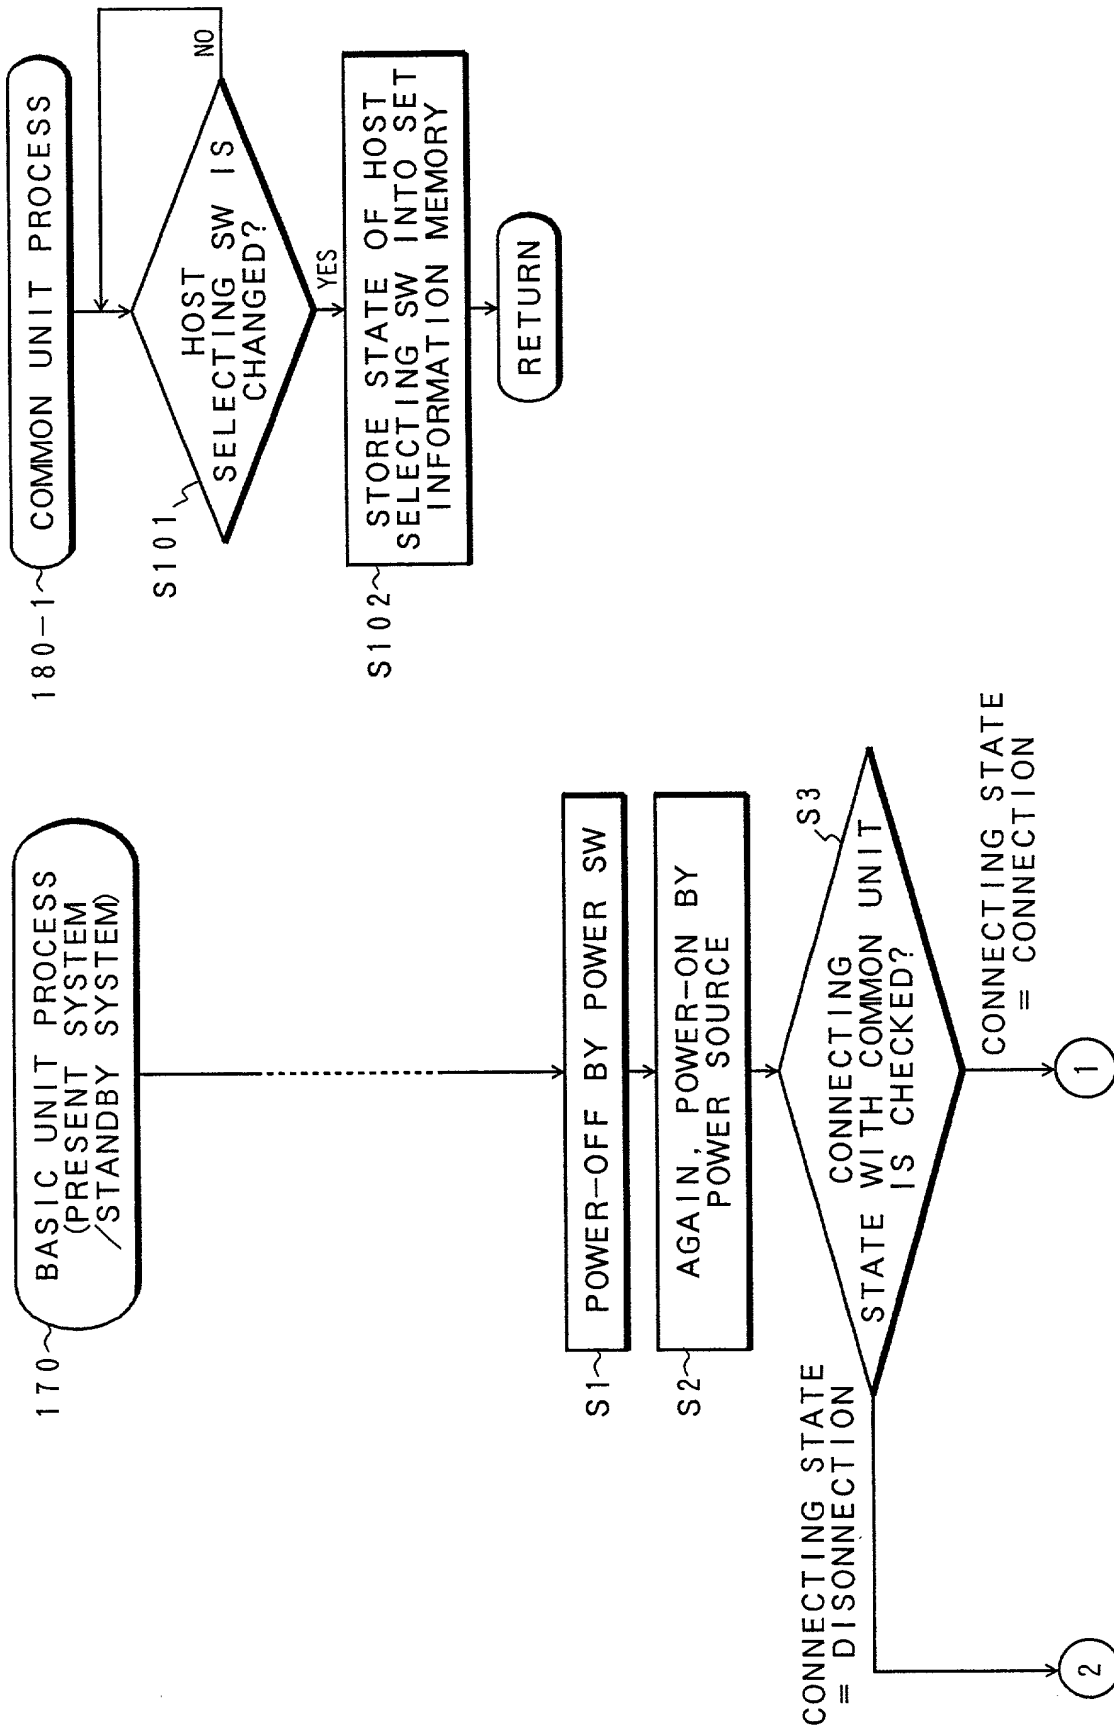 170
BASIC UNIT PROCESS
(PRESENT SYSTEM
/STANDBY SYSTEM)
S1
POWER-OFF BY POWER SW
S2
AGAIN, POWER-ON BY
POWER SOURCE
S3
CONNECTING
STATE WITH COMMON UNIT
IS CHECKED?
CONNECTING STATE
= DISONNECTION
2
CONNECTING STATE
= CONNECTION
1
180-1
COMMON UNIT PROCESS
S101
HOST
SELECTING SW IS
CHANGED?
NO
YES
S102
STORE STATE OF HOST
SELECTING SW INTO SET
INFORMATION MEMORY
RETURN